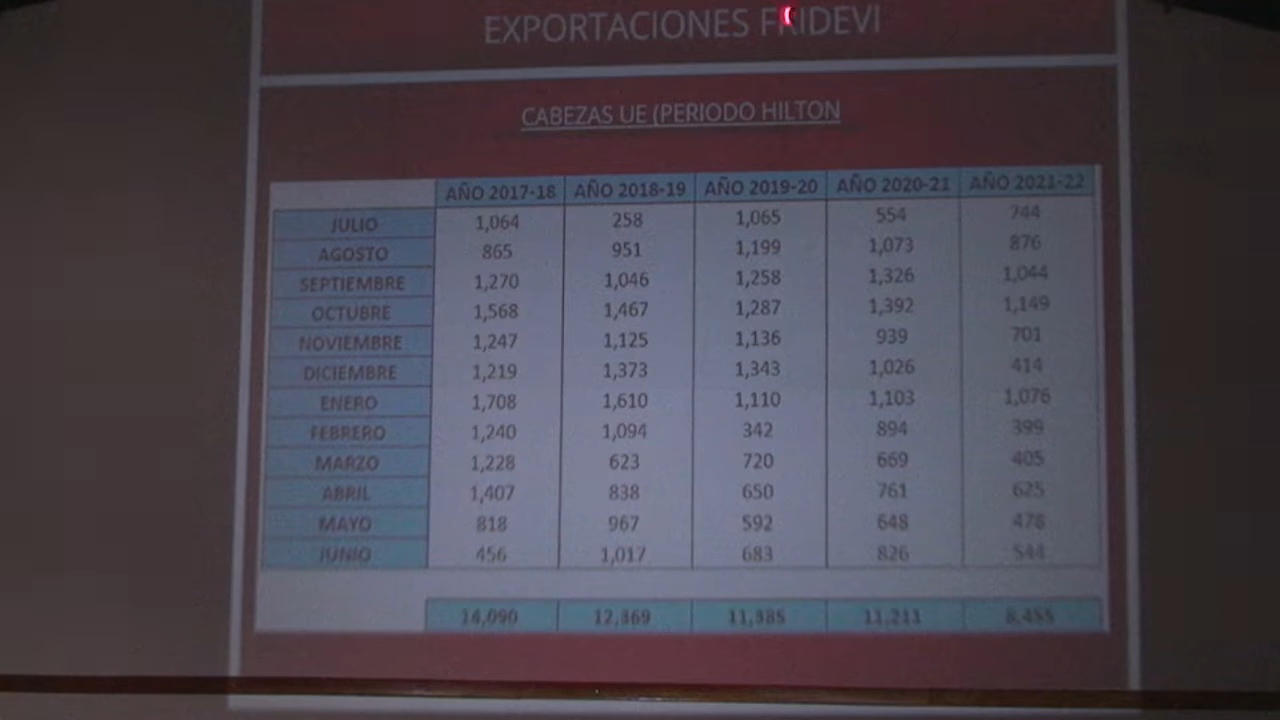 EXPORTACIONES FRIDEVI
CABEZAS UE (PERIODO HILTON
AÑO 2017-18 AÑO 2018-19 AÑO 2019-20 AÑO 2020-21 AÑO 2021-22
JULIO 1,064 258 1,065 554 744
AGOSTO 865 951 1,199 1,073 876
SEPTIEMBRE 1,270 1,046 1,258 1,326 1,044
OCTUBRE 1,568 1,467 1,287 1,392 1,149
NOVIEMBRE 1,247 1,125 1,136 939 701
DICIEMBRE 1,219 1,373 1,343 1,026 414
ENERO 1,708 1,610 1,110 1,103 1,076
FEBRERO 1,240 1,094 342 894 399
MARZO 1,228 623 720 669 405
ABRIL 1,407 838 650 761 625
MAYO 818 967 592 648 478
JUNIO 456 1,017 683 826 544
14,090 12,369 11,385 11,211 8,455